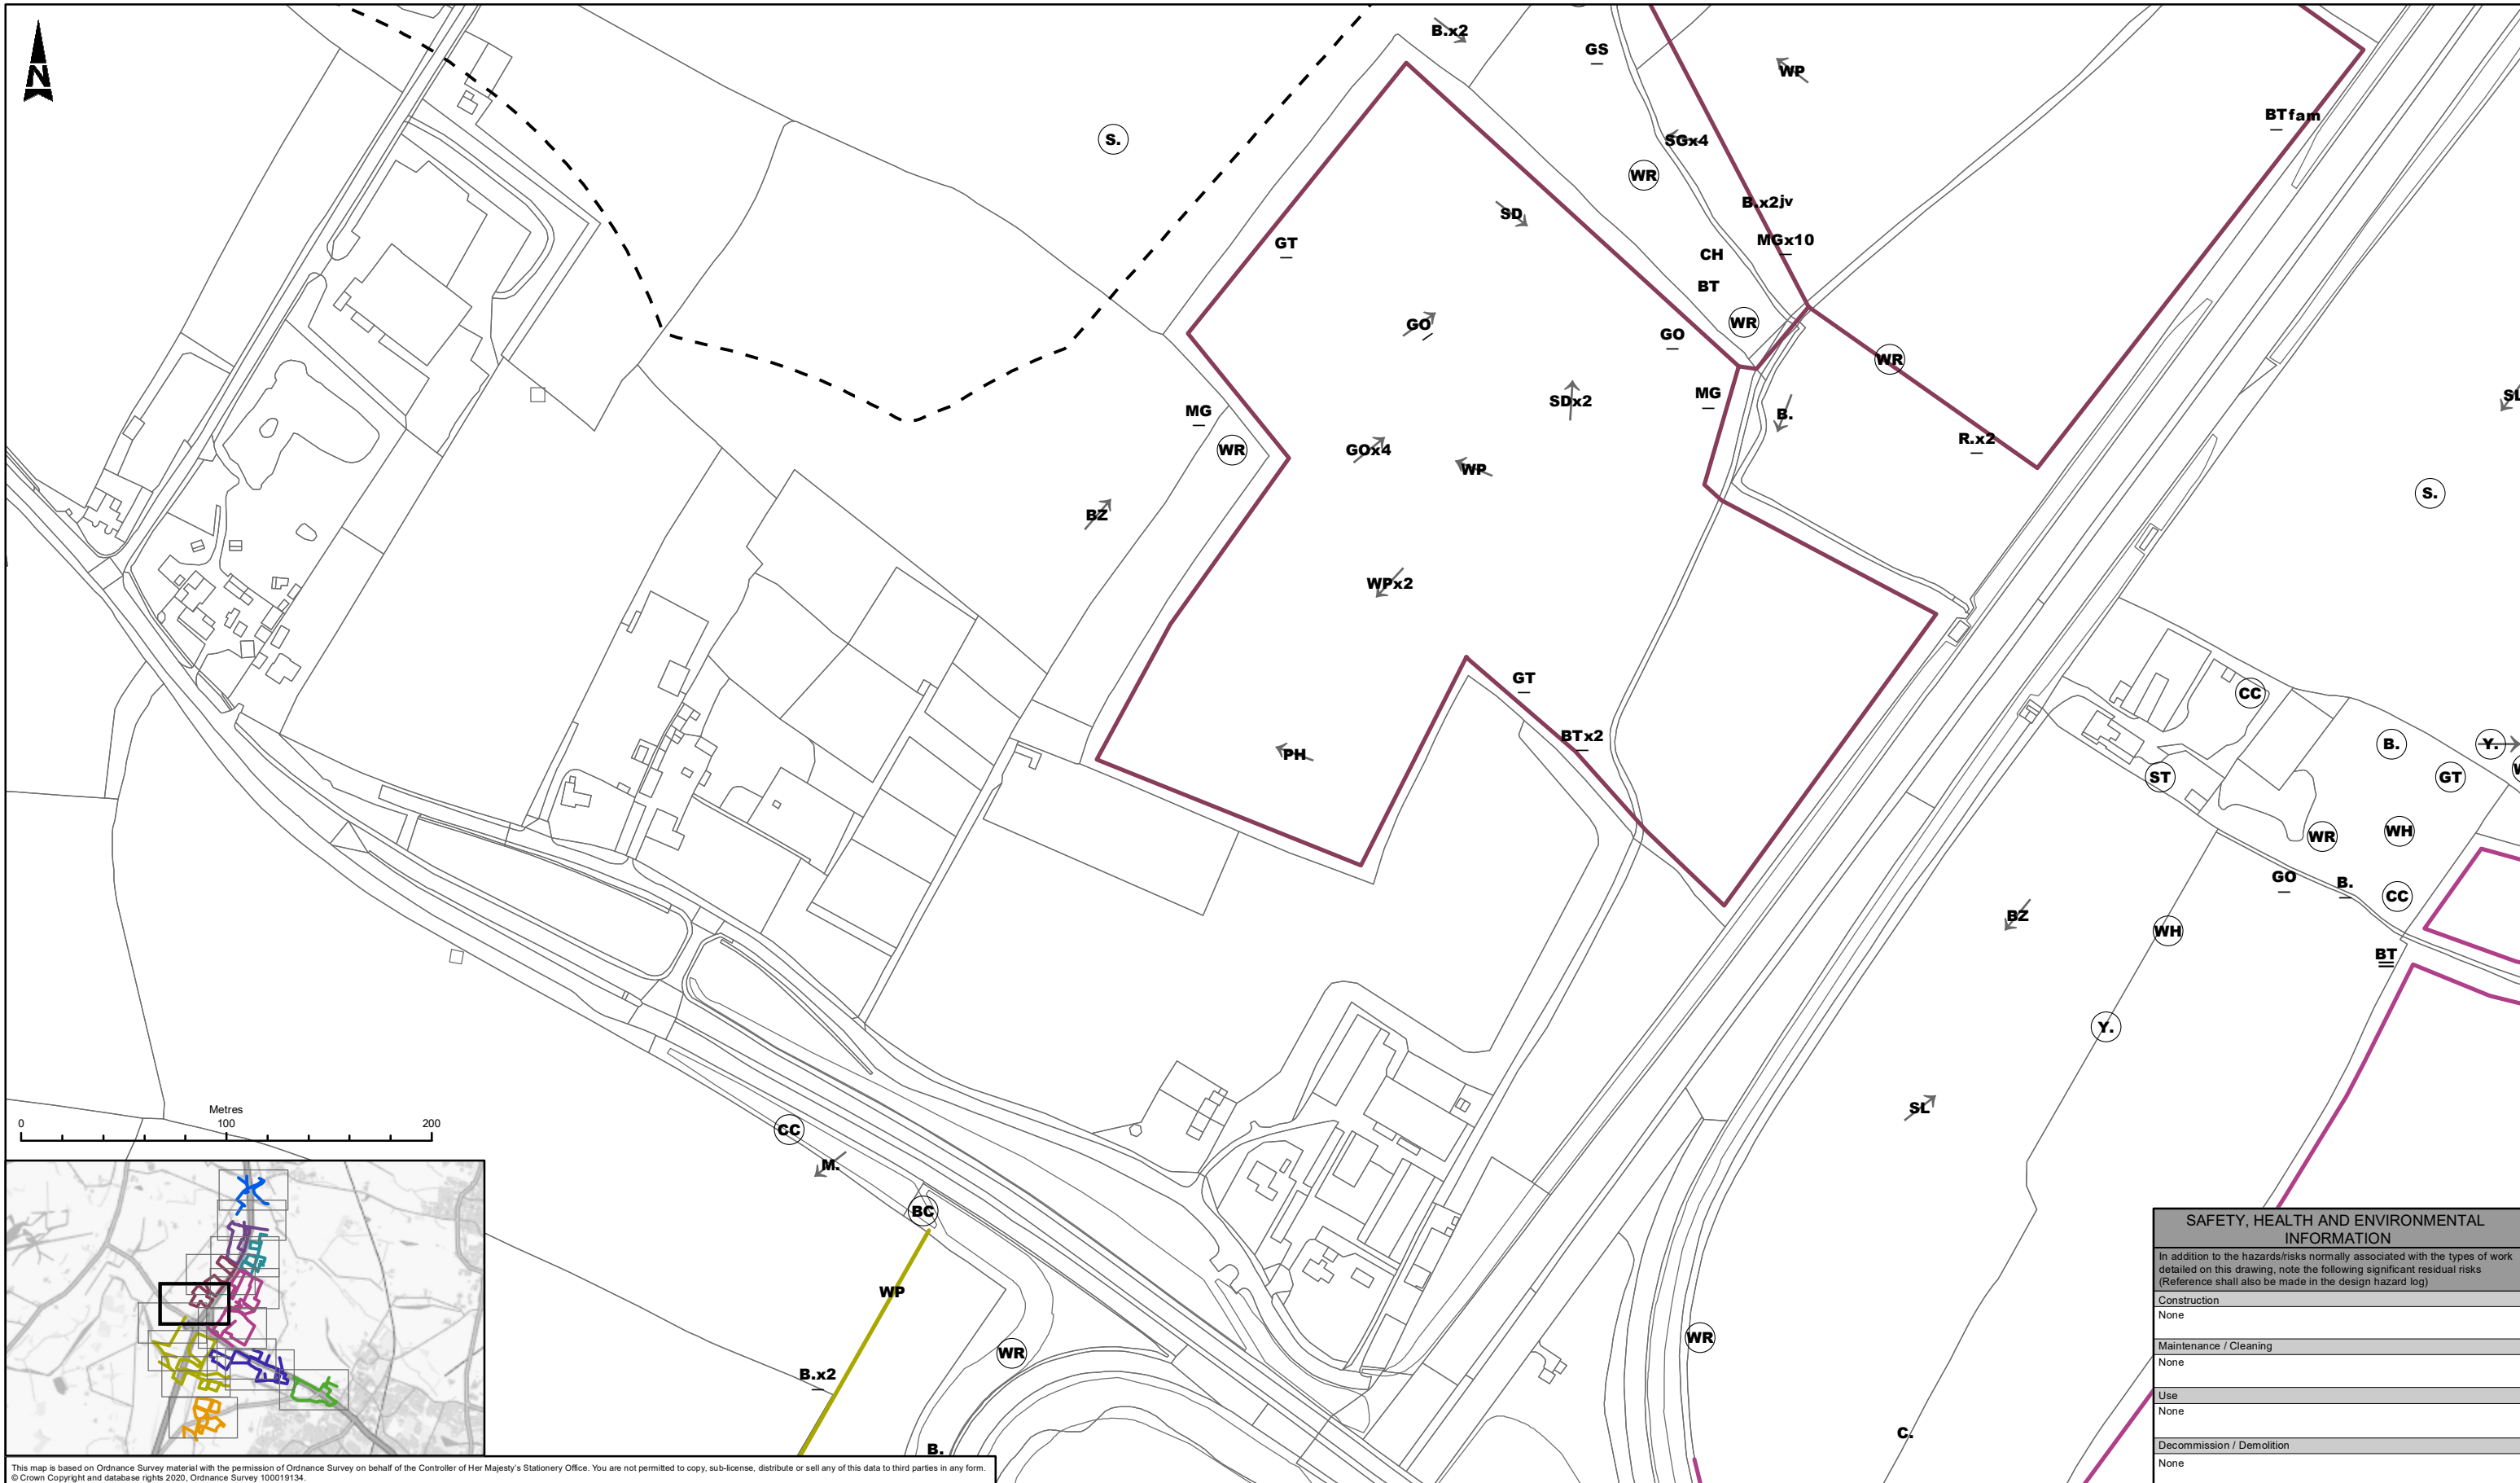 N
B.x2
GS
WP
BTfam
S.
SGx4
WR
SD
B.x2jv
GT
MGx10
CH
BT
GO
WR
GO
WR
MG
SDx2
MG
B.
SL
WR
GOx4
WP
R.x2
S.
BZ
WPx2
GT
CC
BTx2
B.
Y.
PH
ST
GT
WR
WH
GO
B.
CC
BZ
WH
BT
Y.
Metres
0 100 200
CC
SL
M.
BC
WP
WR
WR
B.x2
C.
B.
SAFETY, HEALTH AND ENVIRONMENTAL
INFORMATION
In addition to the hazards/risks normally associated with the types of work
detailed on this drawing, note the following significant residual risks
(Reference shall also be made in the design hazard log)
Construction
None
Maintenance / Cleaning
None
Use
None
Decommission / Demolition
None
This map is based on Ordnance Survey material with the permission of Ordnance Survey on behalf of the Controller of Her Majesty's Stationery Office. You are not permitted to copy, sub-license, distribute or sell any of this data to third parties in any form.
© Crown Copyright and database rights 2020, Ordnance Survey 100019134.